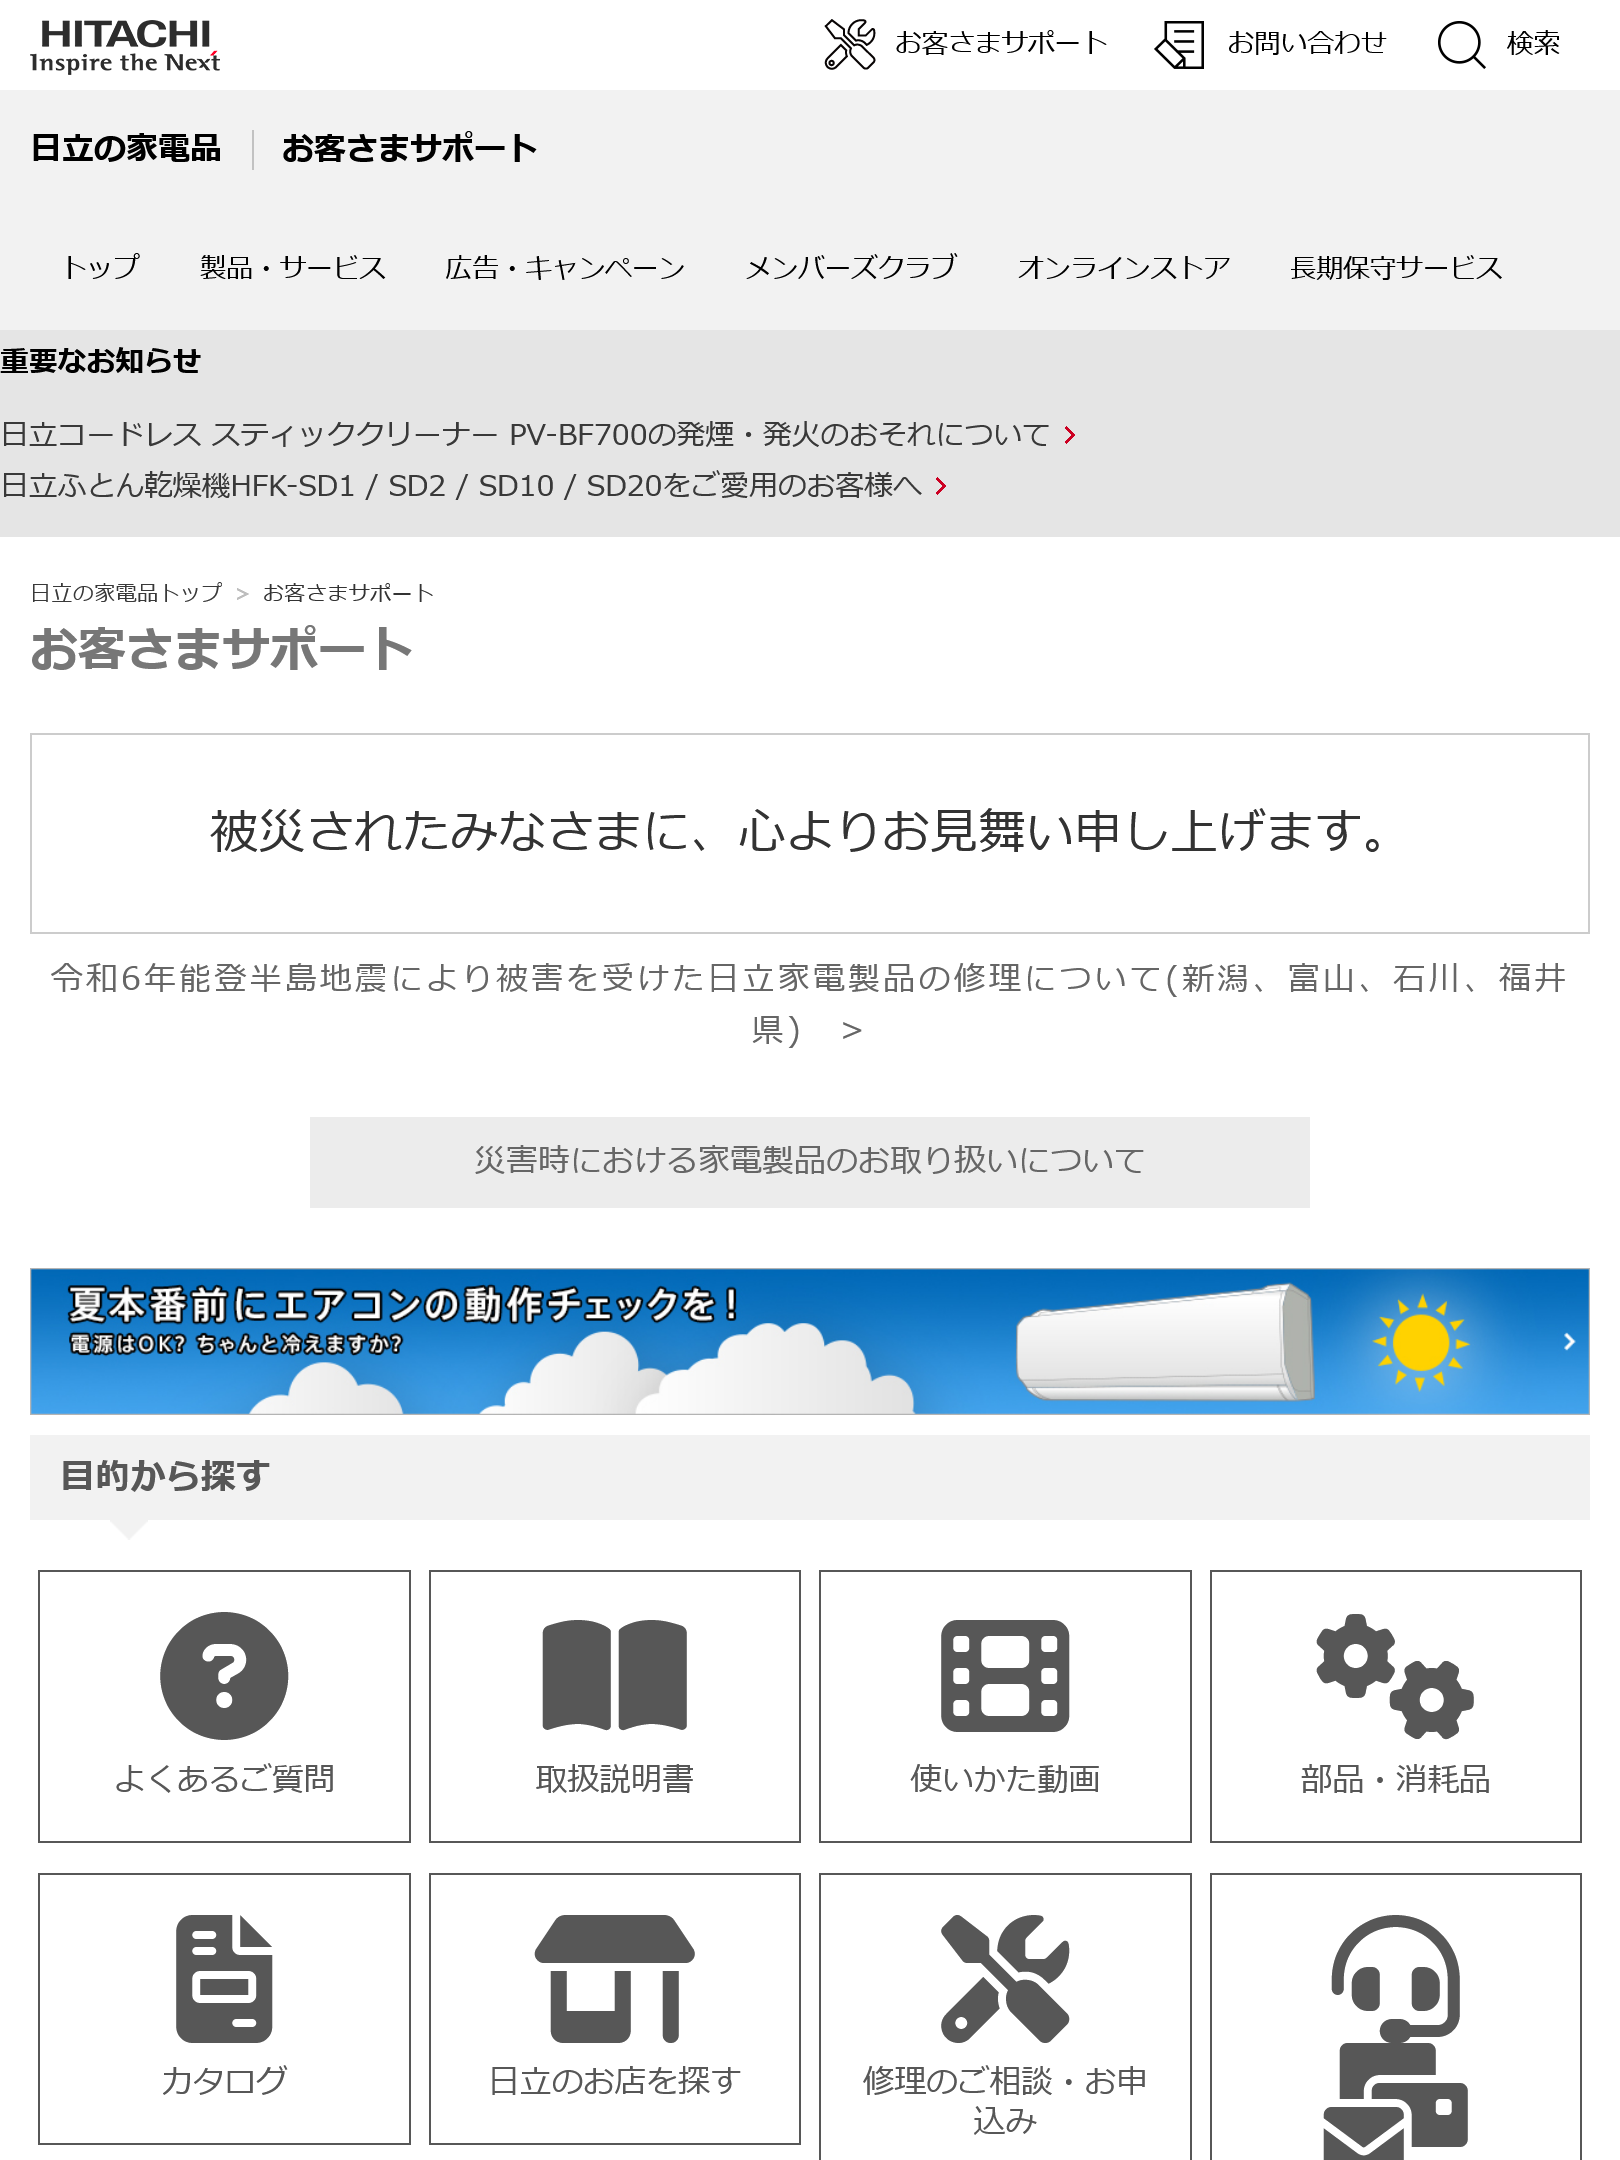 HITACHI
Inspire the Next
お客さまサポート
お問い合わせ
検索
日立の家電品
お客さまサポート
トップ
製品・サービス
広告・キャンペーン
メンバーズクラブ
オンラインストア
長期保守サービス
重要なお知らせ
日立コードレス スティッククリーナー PV-BF700の発煙・発火のおそれについて
日立ふとん乾燥機HFK-SD1 / SD2 / SD10 / SD20をご愛用のお客様へ
日立の家電品トップ > お客さまサポート
お客さまサポート
被災されたみなさまに、心よりお見舞い申し上げます。
令和6年能登半島地震により被害を受けた日立家電製品の修理について(新潟、富山、石川、福井
県) >
災害時における家電製品のお取り扱いについて
夏本番前にエアコンの動作チェックを！
電源はOK？ ちゃんと冷えますか？
目的から探す
よくあるご質問
取扱説明書
使いかた動画
部品・消耗品
カタログ
日立のお店を探す
修理のご相談・お申
込み